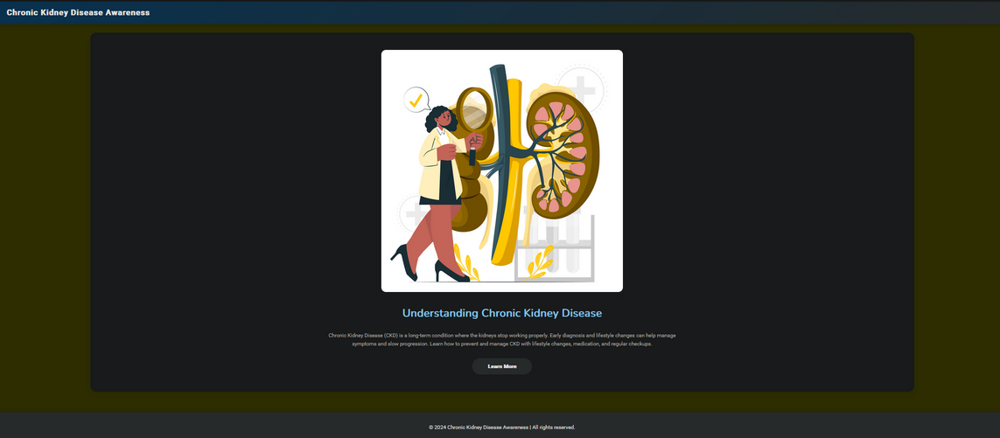 Chronic Kidney Disease Awareness
Understanding Chronic Kidney Disease
Chronic Kidney Disease (CKD) is a long-term condition where the kidneys stop working properly. Early diagnosis and lifestyle changes can help manage
symptoms and slow progression. Learn how to prevent and manage CKD with lifestyle changes, medication, and regular checkups.
Learn More
© 2024 Chronic Kidney Disease Awareness | All rights reserved.